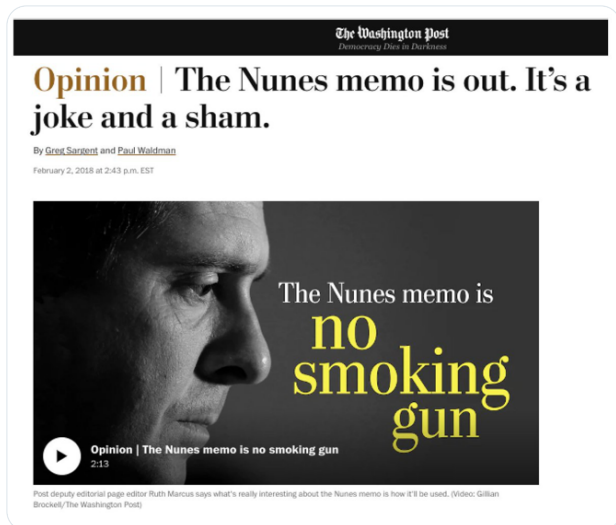 The Washington Post
Democracy Dies in Darkness
Opinion | The Nunes memo is out. It’s a
joke and a sham.
By Greg Sargent and Paul Waldman
February 2, 2018 at 2:43 p.m. EST
The Nunes memo is
no
smoking
gun
Opinion | The Nunes memo is no smoking gun
2:13
Post deputy editorial page editor Ruth Marcus says what's really interesting about the Nunes memo is how it'll be used. (Video: Gillian
Brockell/The Washington Post)